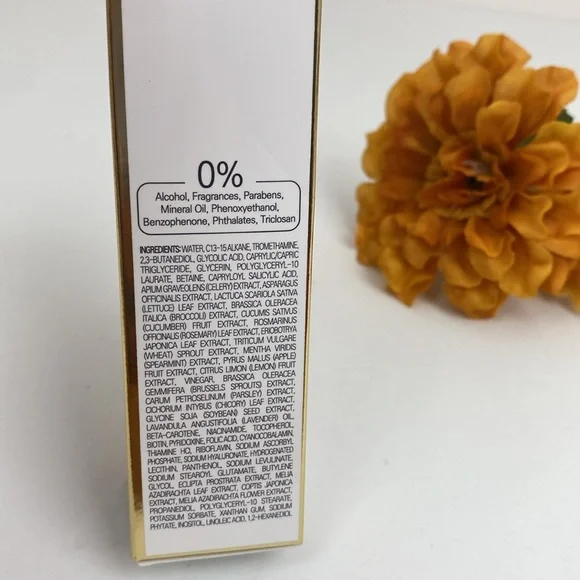 0%
Alcohol, Fragrances, Parabens,
Mineral Oil, Phenoxyethanol,
Benzophenone, Phthalates, Triclosan
INGREDIENTS: WATER, C13-15 ALKANE, TROMETHAMINE,
2,3-BUTANEDIOL, GLYCOLIC ACID, CAPRYLIC/CAPRIC
TRIGLYCERIDE, GLYCERIN, POLYGLYCERYL-10
LAURATE, BETAINE, CAPRYLOYL SALICYLIC ACID,
APIUM GRAVEOLENS (CELERY) EXTRACT, ASPARAGUS
OFFICINALIS EXTRACT, LACTUCA SCARIOLA SATIVA
(LETTUCE) LEAF EXTRACT, BRASSICA OLERACEA
ITALICA (BROCCOLI) EXTRACT, CUCUMIS SATIVUS
(CUCUMBER) FRUIT EXTRACT, ROSMARINUS
OFFICINALIS (ROSEMARY) LEAF EXTRACT, ERIOBOTRYA
JAPONICA LEAF EXTRACT, TRITICUM VULGARE
(WHEAT) SPROUT EXTRACT, MENTHA VIRIDIS
(SPEARMINT) EXTRACT, PYRUS MALUS (APPLE)
FRUIT EXTRACT, CITRUS LIMON (LEMON) FRUIT
EXTRACT, VINEGAR, BRASSICA OLERACEA
GEMMIFERA (BRUSSELS SPROUTS) EXTRACT,
CARUM PETROSELINUM (PARSLEY) EXTRACT,
CICHORIUM INTYBUS (CHICORY) LEAF EXTRACT,
GLYCINE SOJA (SOYBEAN) SEED EXTRACT,
LAVANDULA ANGUSTIFOLIA (LAVENDER) OIL,
BETA-CAROTENE, NIACINAMIDE, TOCOPHEROL,
BIOTIN, PYRIDOXINE, FOLIC ACID, CYANOCOBALAMIN,
THIAMINE HCL, RIBOFLAVIN, SODIUM ASCORBYL
PHOSPHATE, SODIUM HYALURONATE, HYDROGENATED
LECITHIN, PANTHENOL, SODIUM LEVULINATE,
SODIUM STEAROYL GLUTAMATE, BUTYLENE
GLYCOL, ECLIPTA PROSTRATA EXTRACT, MELIA
AZADIRACHTA LEAF EXTRACT, COPTIS JAPONICA
EXTRACT, MELIA AZADIRACHTA FLOWER EXTRACT,
PROPANEDIOL, POLYGLYCERYL-10 STEARATE,
POTASSIUM SORBATE, XANTHAN GUM, SODIUM
PHYTATE, INOSITOL, LINOLEIC ACID, 1,2-HEXANEDIOL